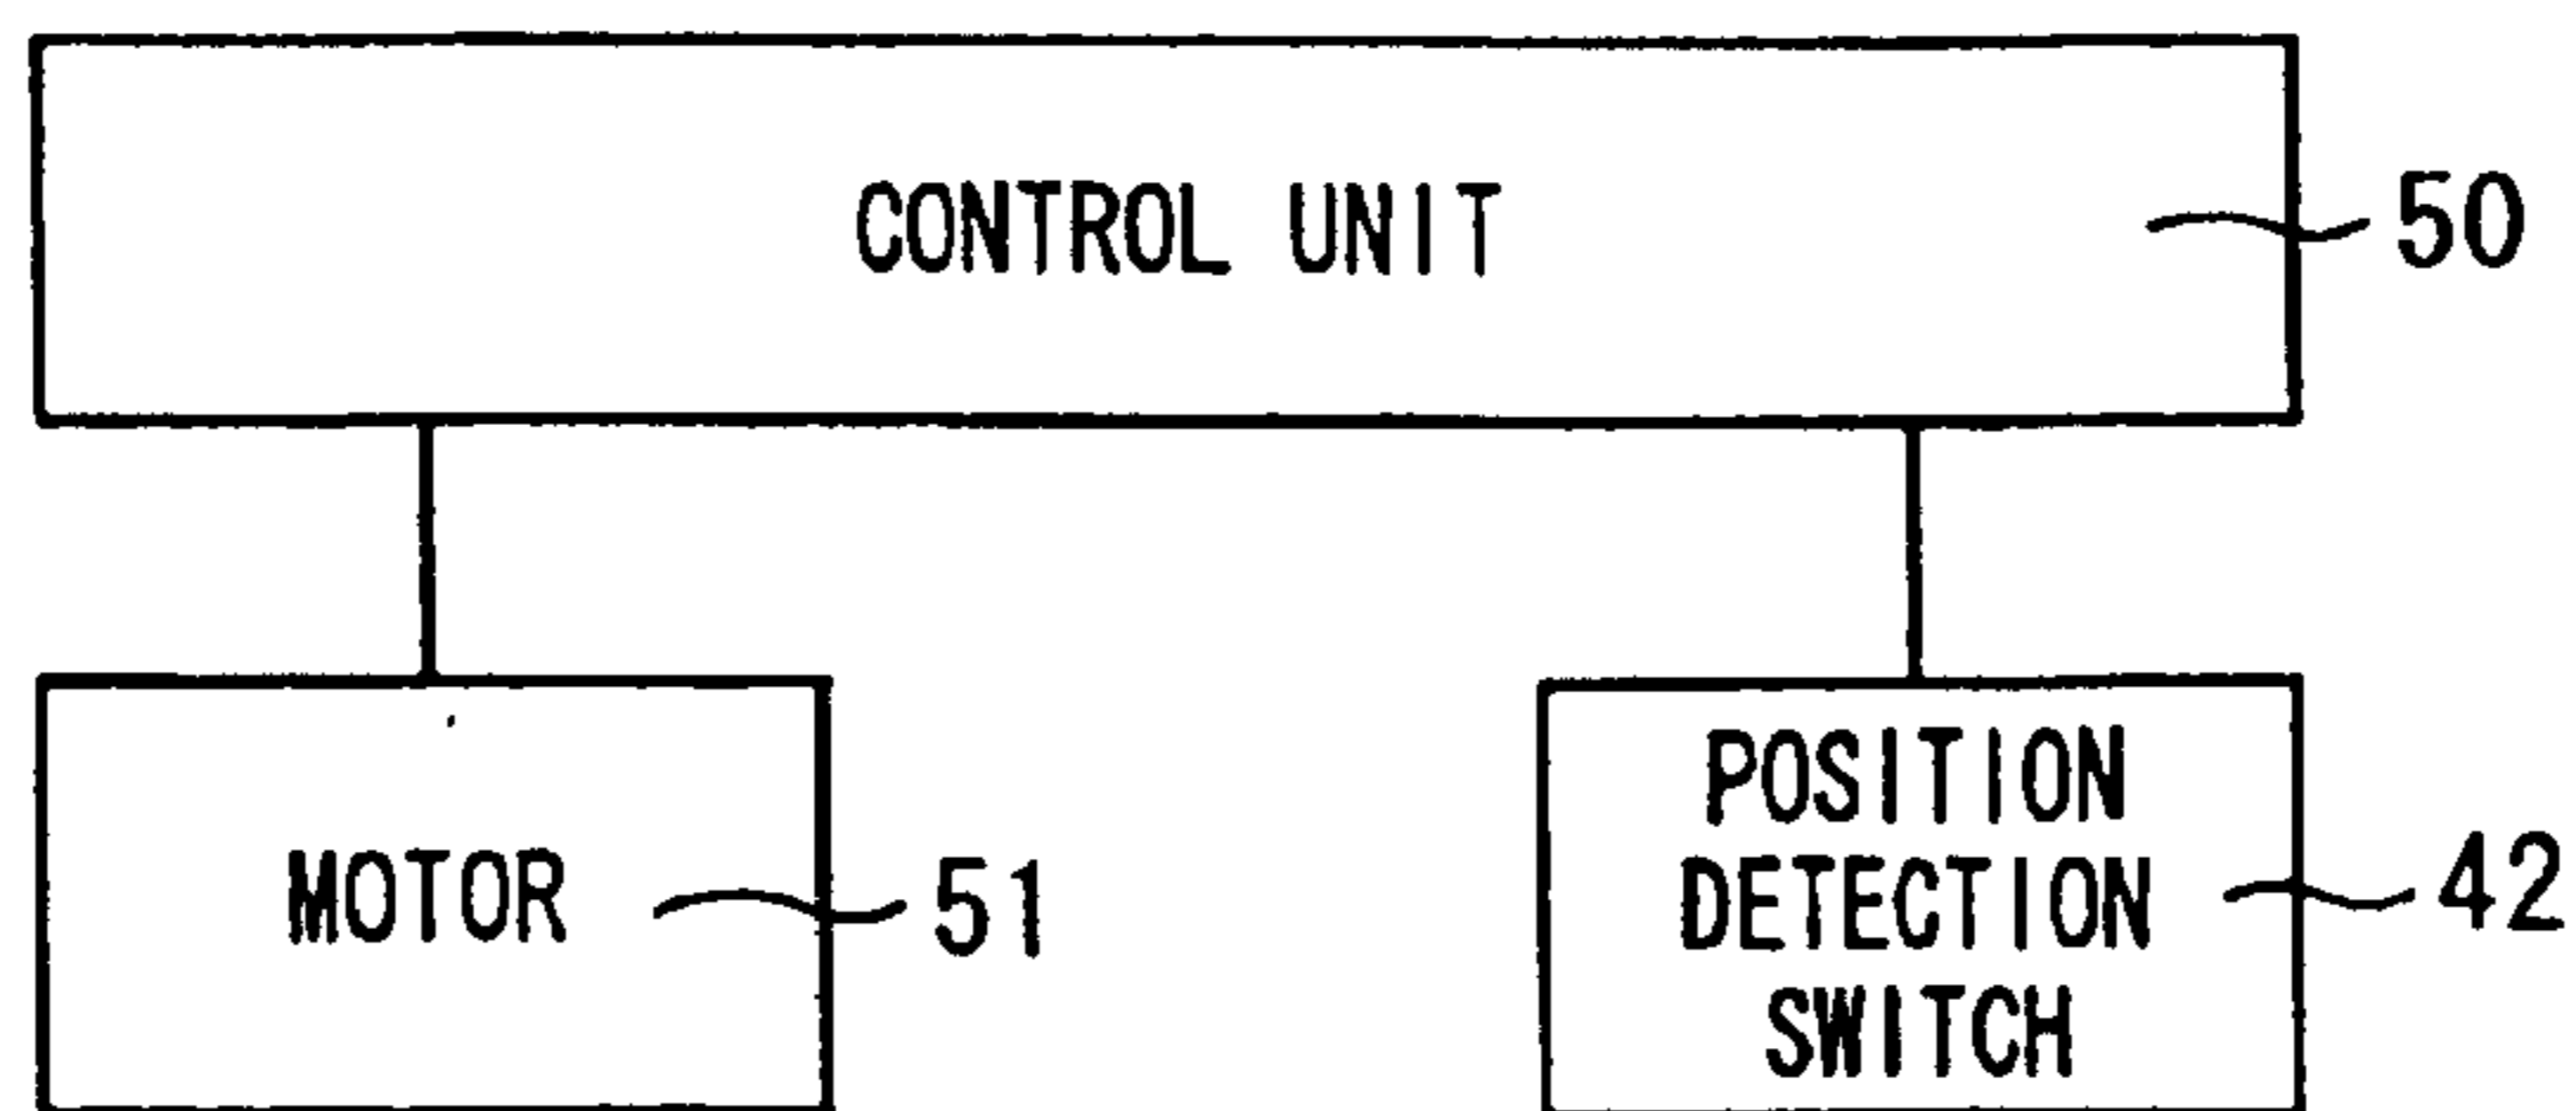 CONTROL UNIT
50
MOTOR
51
POSITION
DETECTION
SWITCH
42